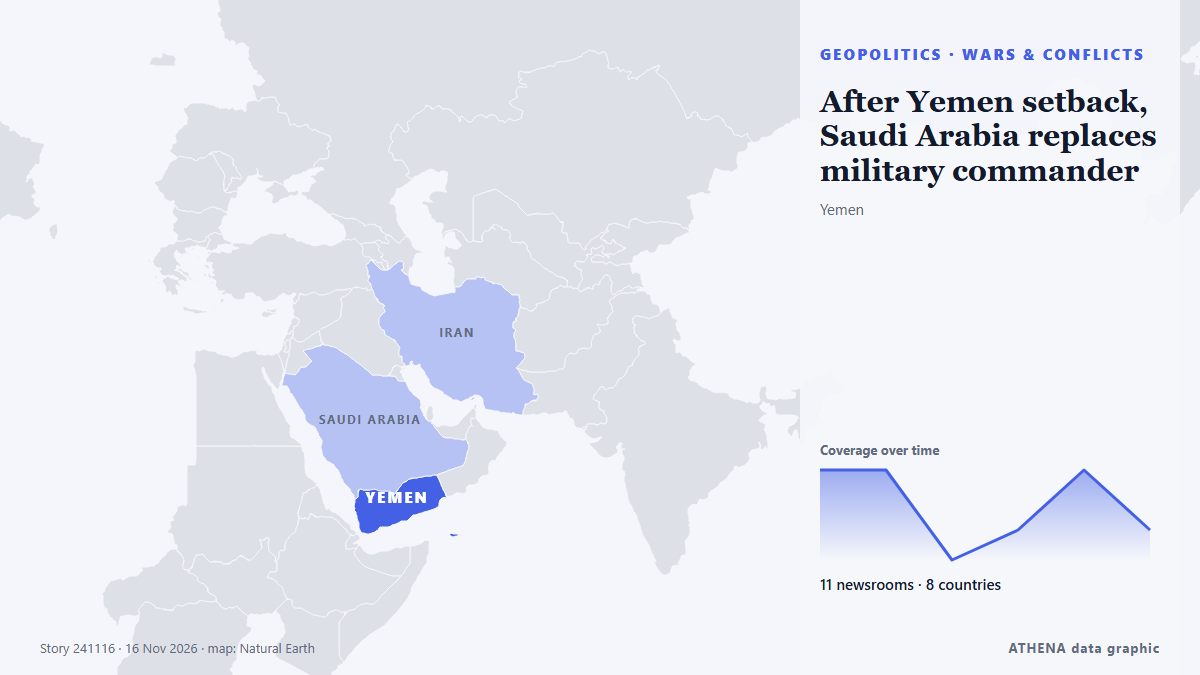 GEOPOLITICS · WARS & CONFLICTS
After Yemen setback,
Saudi Arabia replaces
military commander
Yemen
IRAN
SAUDI ARABIA
YEMEN
Coverage over time
11 newsrooms · 8 countries
Story 241116 · 16 Nov 2026 · map: Natural Earth
ATHENA data graphic